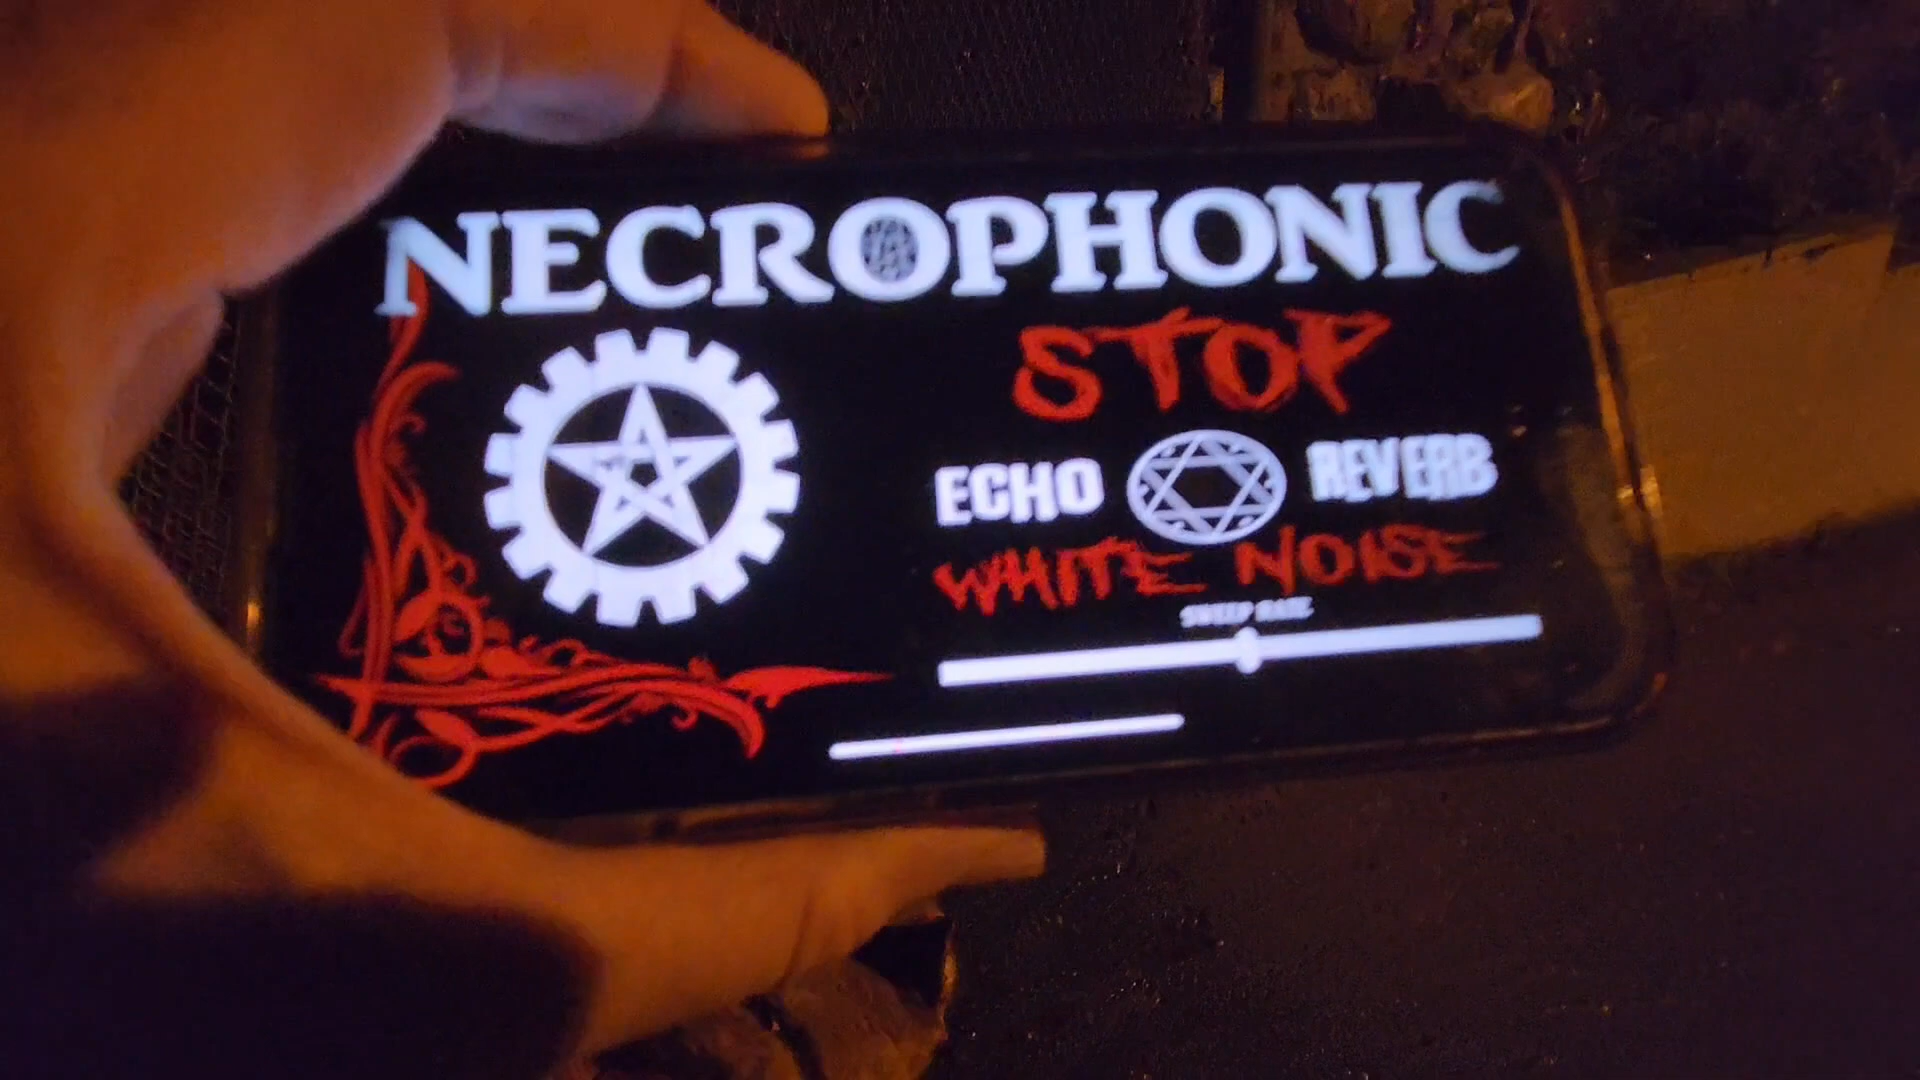 NECROPHONIC
STOP
ECHO REVERB
WHITE NOISE
SWEEP RATE